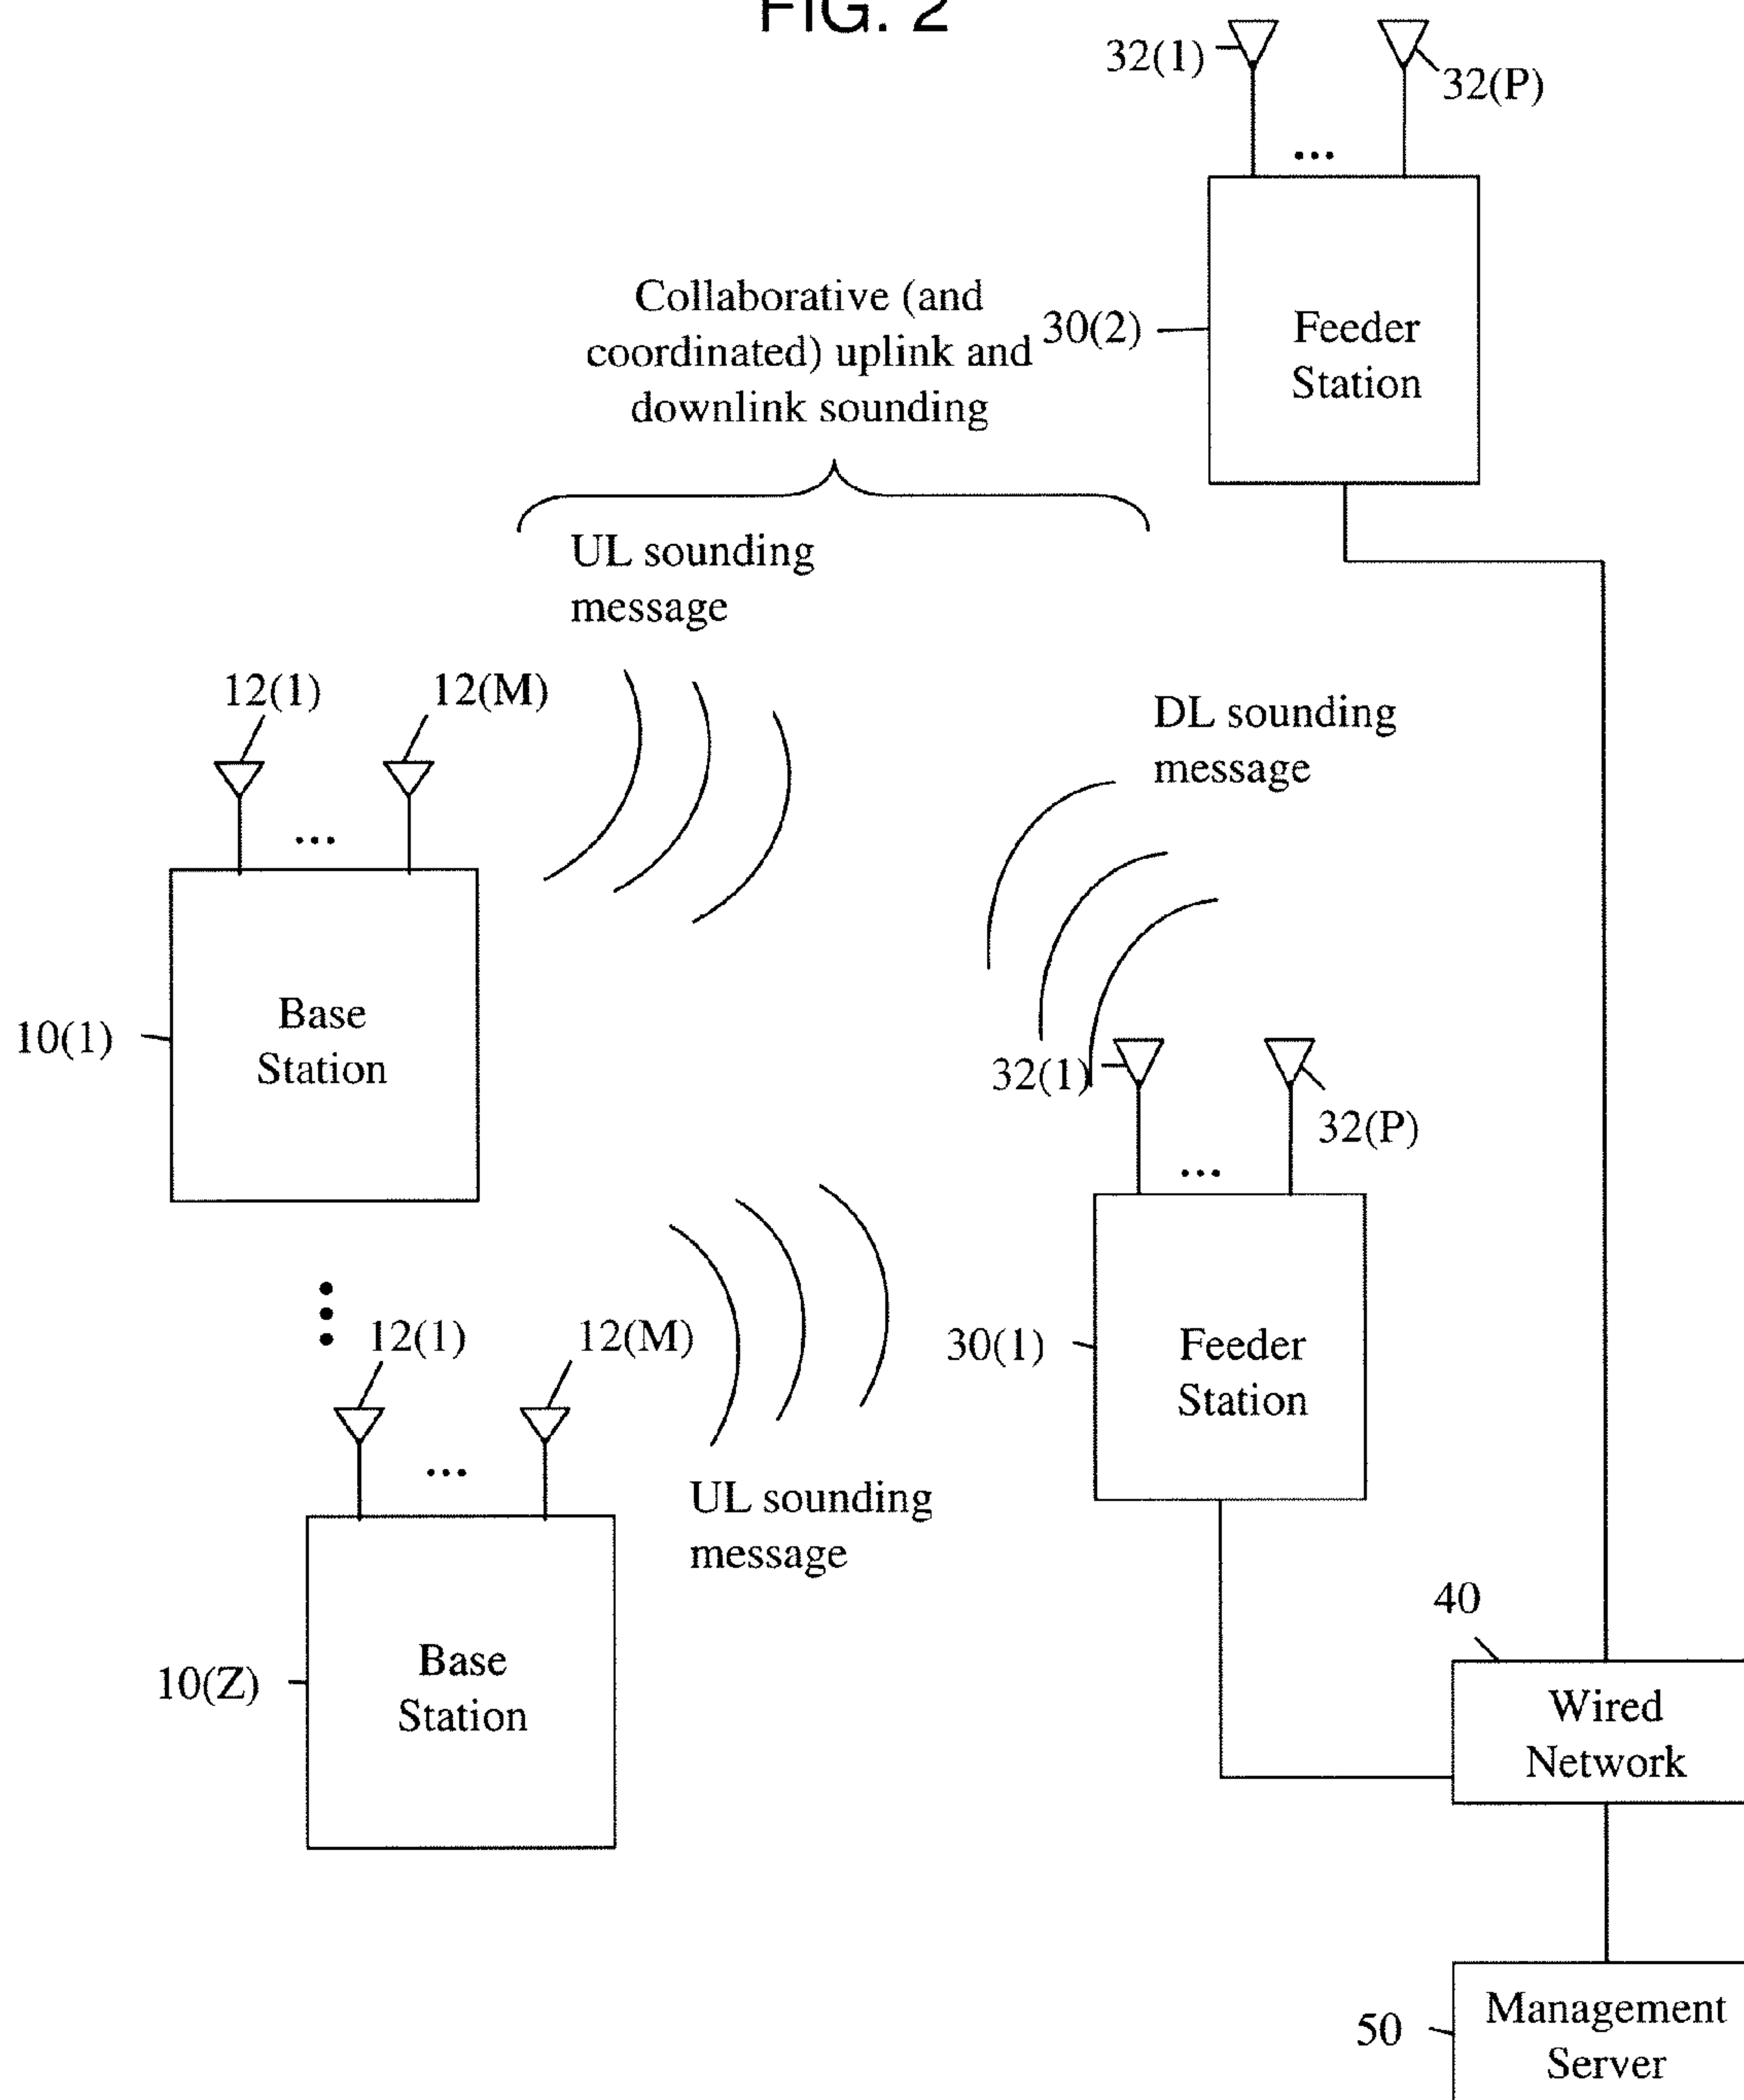 FIG. 2
32(1)
32(P)
...
Collaborative (and
coordinated) uplink and
downlink sounding
30(2)
Feeder
Station
UL sounding
message
12(1)
12(M)
...
DL sounding
message
Base
Station
10(1)
32(1)
32(P)
...
12(1)
12(M)
...
30(1)
Feeder
Station
UL sounding
message
10(Z)
Base
Station
40
Wired
Network
50
Management
Server